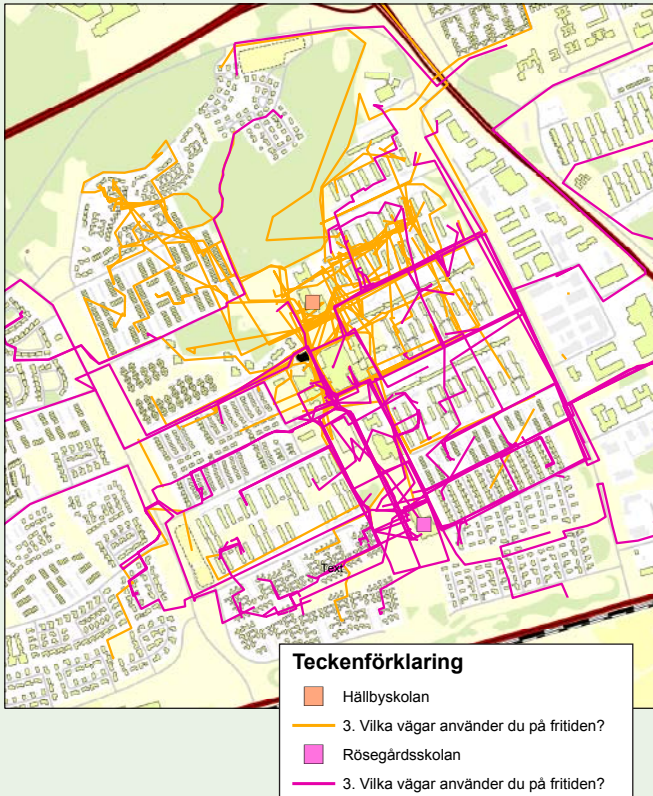 Text
Teckenförklaring
Hällbyskolan
3. Vilka vägar använder du på fritiden?
Rösegårdsskolan
3. Vilka vägar använder du på fritiden?